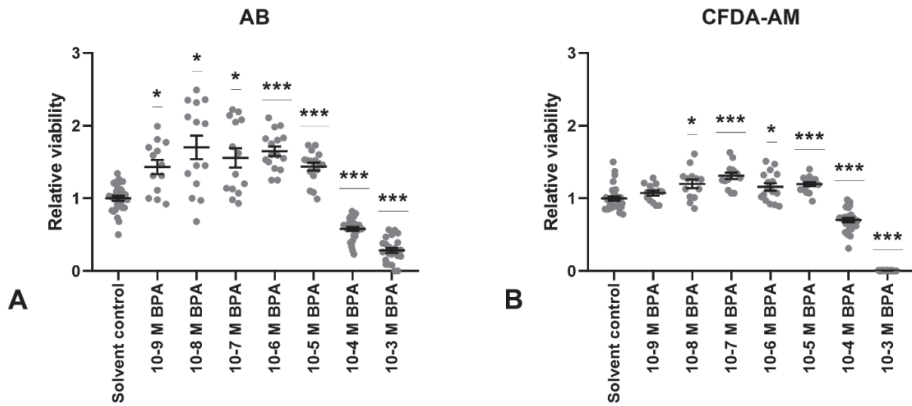 AB
3
2
1
0
Relative viability
*
*
*
***
***
***
***
Solvent control
10-9 M BPA
10-8 M BPA
10-7 M BPA
10-6 M BPA
10-5 M BPA
10-4 M BPA
10-3 M BPA
A
CFDA-AM
3
2
1
0
Relative viability
*
***
*
***
***
***
Solvent control
10-9 M BPA
10-8 M BPA
10-7 M BPA
10-6 M BPA
10-5 M BPA
10-4 M BPA
10-3 M BPA
B